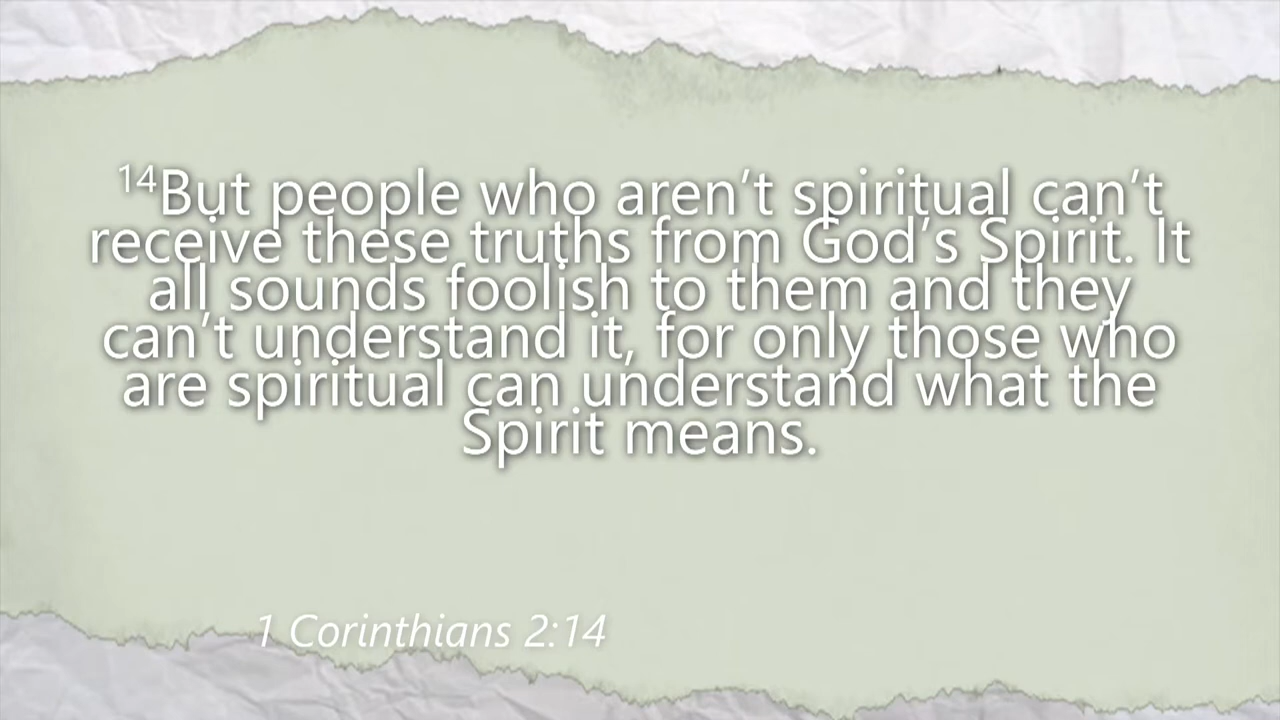 ¹⁴But people who aren’t spiritual can’t
receive these truths from God’s Spirit. It
all sounds foolish to them and they
can’t understand it, for only those who
are spiritual can understand what the
Spirit means.
1 Corinthians 2:14